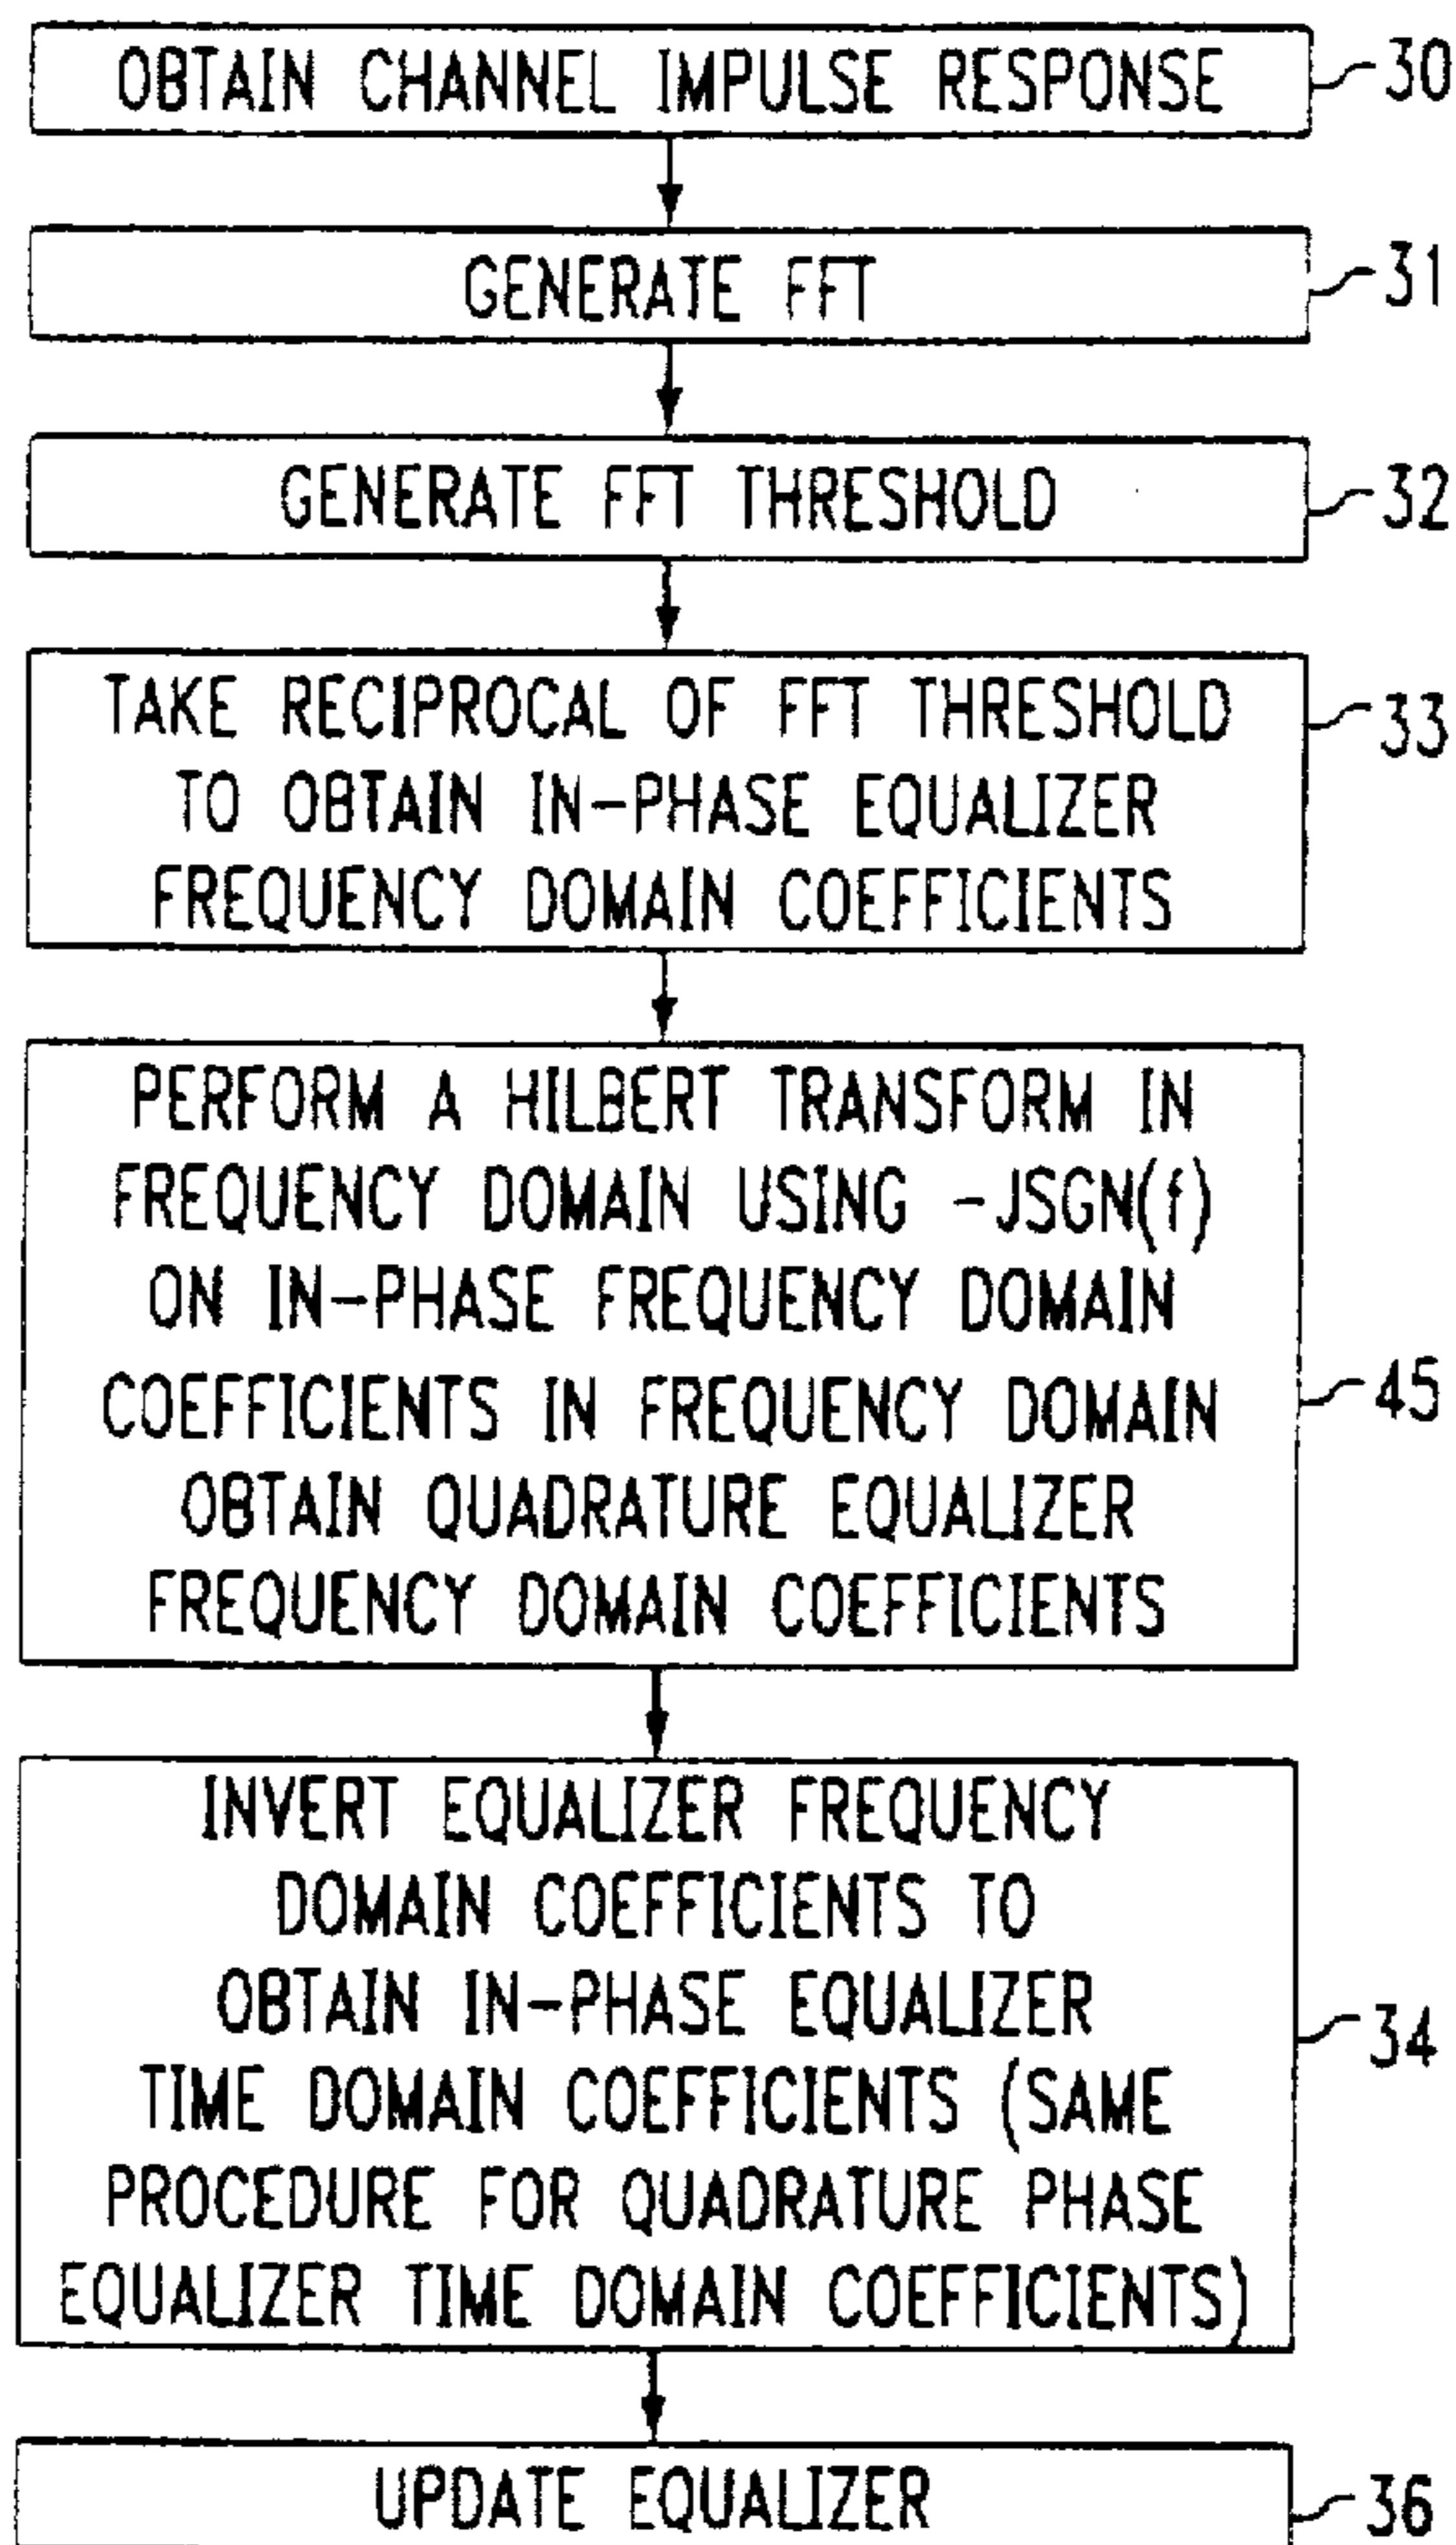 OBTAIN CHANNEL IMPULSE RESPONSE
30
GENERATE FFT
31
GENERATE FFT THRESHOLD
32
TAKE RECIPROCAL OF FFT THRESHOLD
33
TO OBTAIN IN-PHASE EQUALIZER
FREQUENCY DOMAIN COEFFICIENTS
PERFORM A HILBERT TRANSFORM IN
FREQUENCY DOMAIN USING -JSGN(f)
ON IN-PHASE FREQUENCY DOMAIN
COEFFICIENTS IN FREQUENCY DOMAIN
45
OBTAIN QUADRATURE EQUALIZER
FREQUENCY DOMAIN COEFFICIENTS
INVERT EQUALIZER FREQUENCY
DOMAIN COEFFICIENTS TO
OBTAIN IN-PHASE EQUALIZER
34
TIME DOMAIN COEFFICIENTS (SAME
PROCEDURE FOR QUADRATURE PHASE
EQUALIZER TIME DOMAIN COEFFICIENTS)
UPDATE EQUALIZER
36